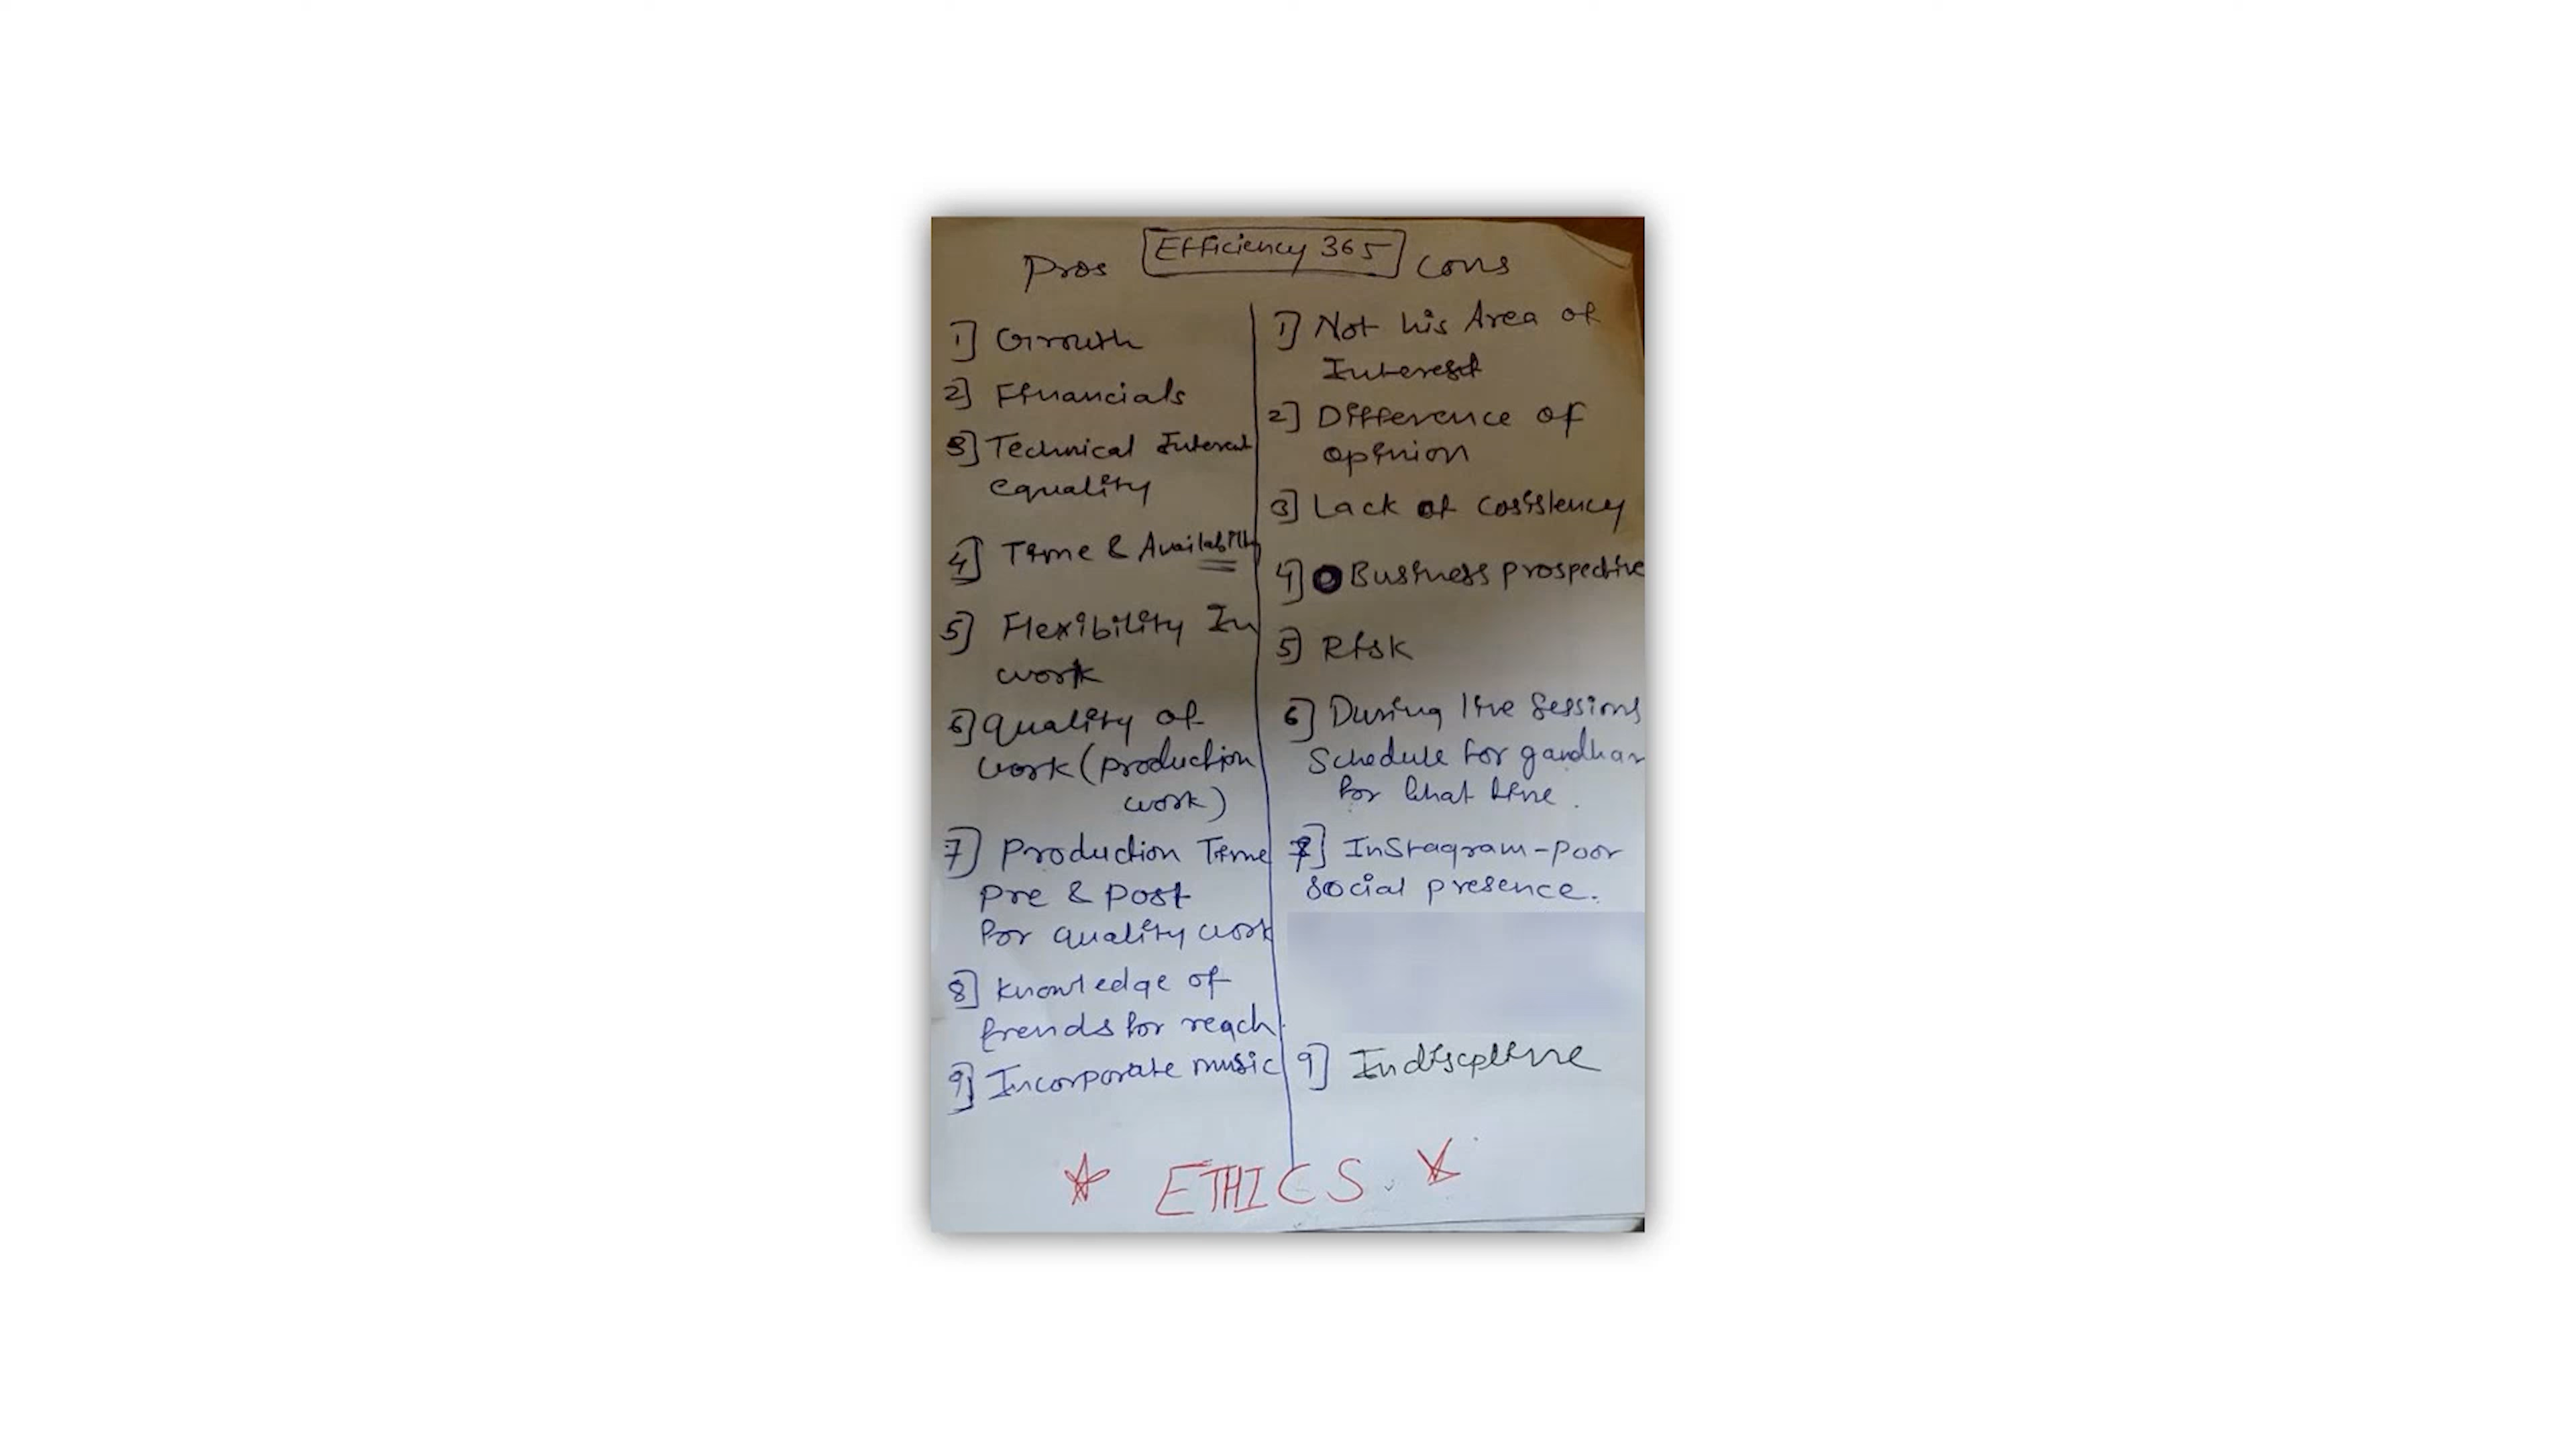 Efficiency 365
Pros
Cons
1] Growth
2] Financials
3] Technical Interest
equality
4] Time & Availability
5] Flexibility In
work
6] Quality of
work (production
work)
7] Production Time
pre & post
for quality work
8] knowledge of
trends for reach.
9] Incorporate music
1] Not his Area of
Interest
2] Difference of
opinion
3] Lack of cosistency
4] Business prospective
5] Risk
6] During live sessions
Schedule for gandhar
for that time.
7] Instagram-poor
social presence.
9] Indiscipline
ETHICS